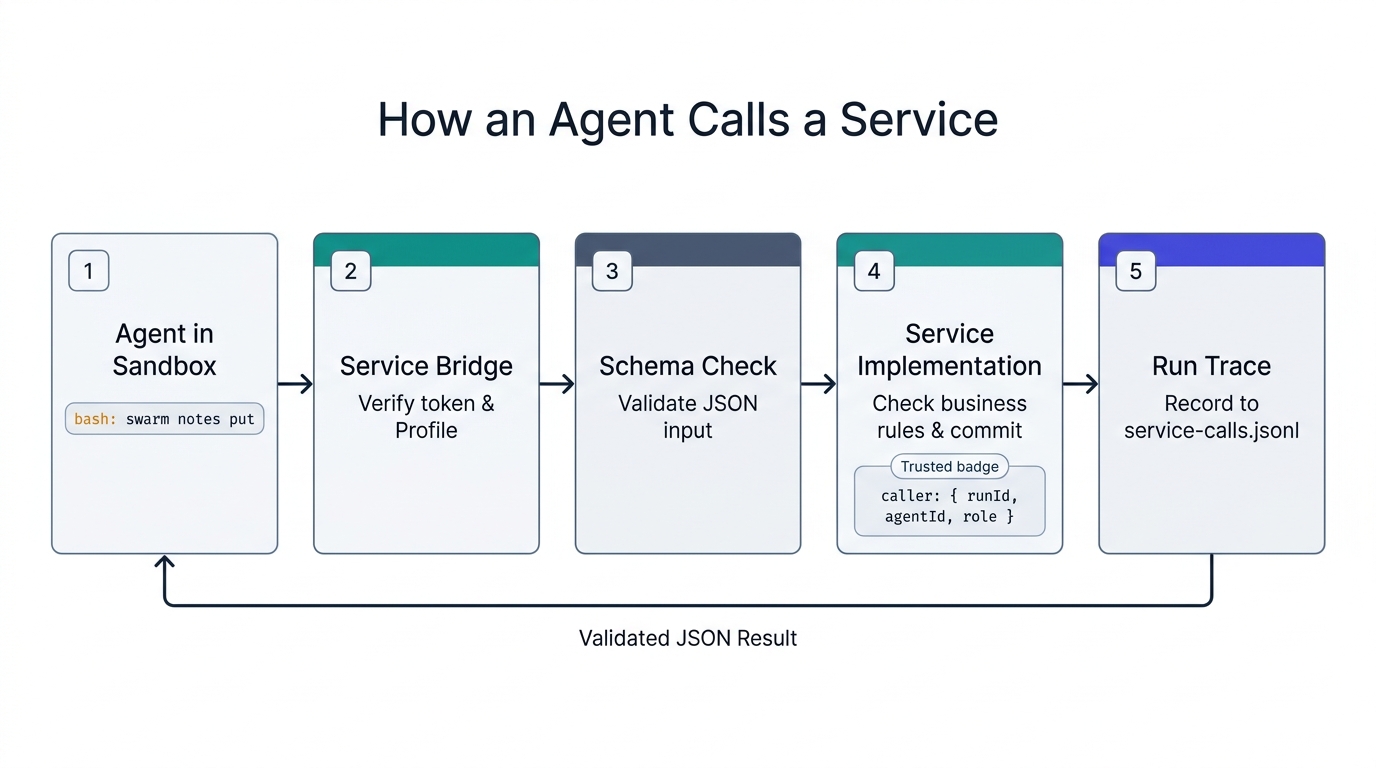 How an Agent Calls a Service
1
Agent in
Sandbox
bash: swarm notes put
2
Service Bridge
Verify token &
Profile
3
Schema Check
Validate JSON
input
4
Service
Implementation
Check business
rules & commit
Trusted badge
caller: { runId,
agentId, role }
5
Run Trace
Record to
service-calls.jsonl
Validated JSON Result